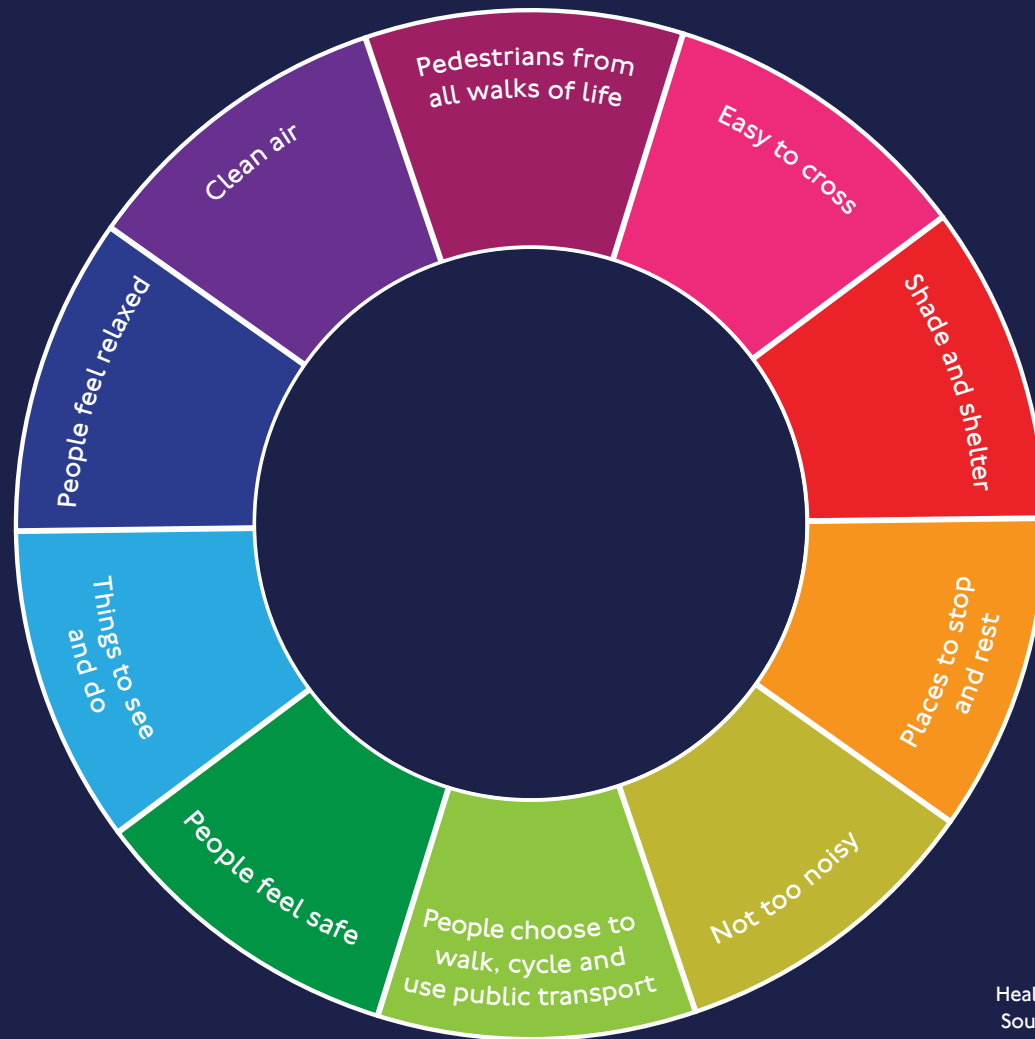 Pedestrians from
all walks of life
Easy to cross
Shade and shelter
Places to stop
and rest
Not too noisy
People choose to
walk, cycle and
use public transport
People feel safe
Things to see
and do
People feel relaxed
Clean air